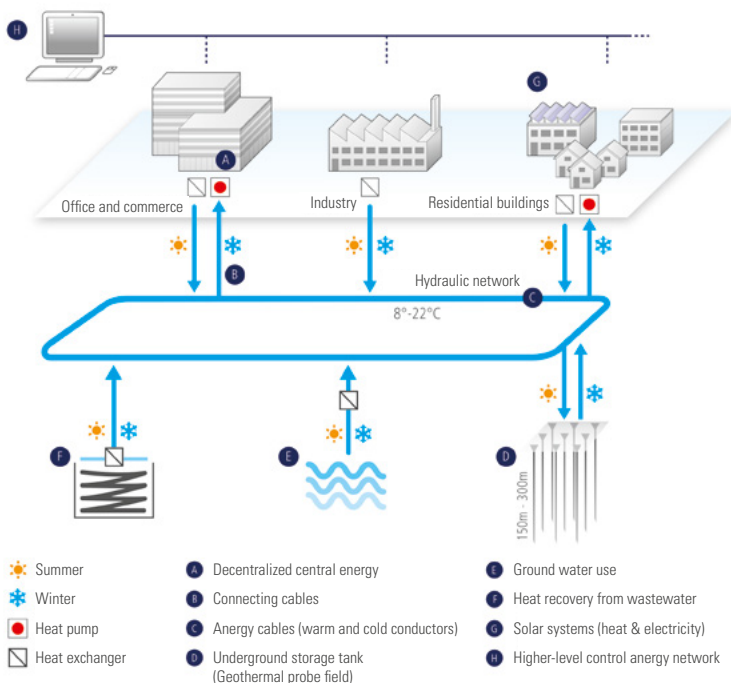 H
G
A
Office and commerce
Industry
Residential buildings
B
Hydraulic network
C
8°-22°C
F
E
D
150m - 300m
Summer
Winter
Heat pump
Heat exchanger
A Decentralized central energy
B Connecting cables
C Anergy cables (warm and cold conductors)
D Underground storage tank
(Geothermal probe field)
E Ground water use
F Heat recovery from wastewater
G Solar systems (heat & electricity)
H Higher-level control anergy network